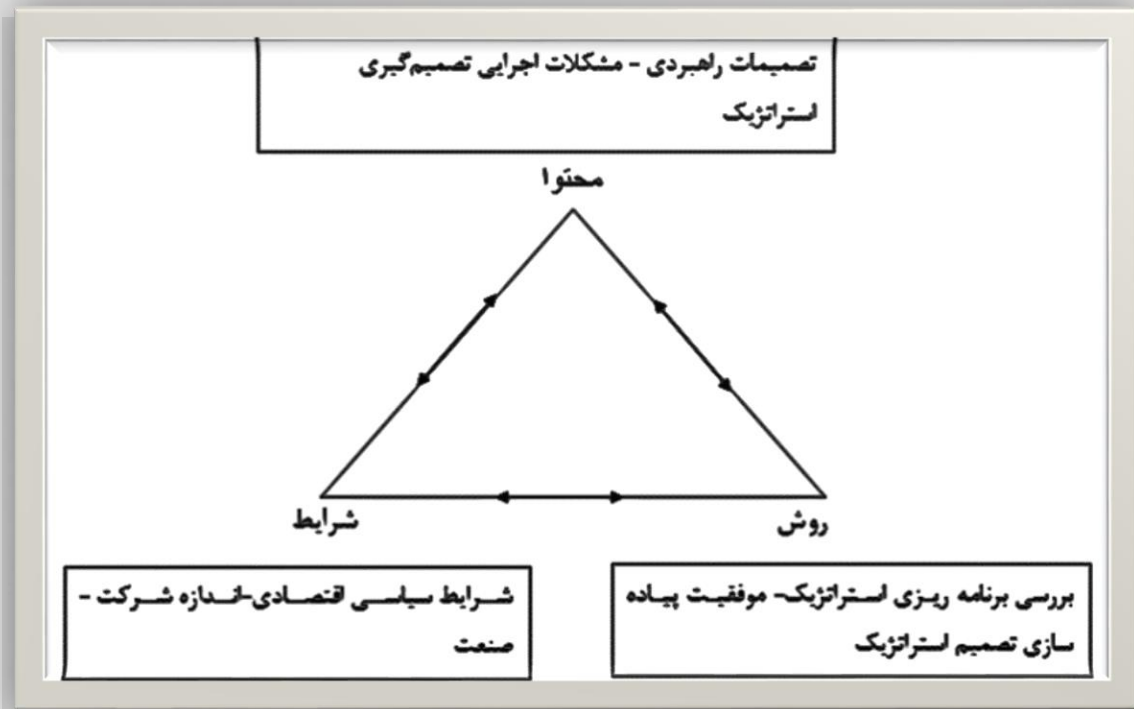 تصمیمات راهبردی - مشکلات اجرایی تصمیم‌گیری
استراتژیک
محتوا
شرایط
روش
بررسی برنامه ریزی استراتژیک- موفقیت پیاده
سازی تصمیم استراتژیک
شرایط سیاسی اقتصادی-اندازه شرکت -
صنعت